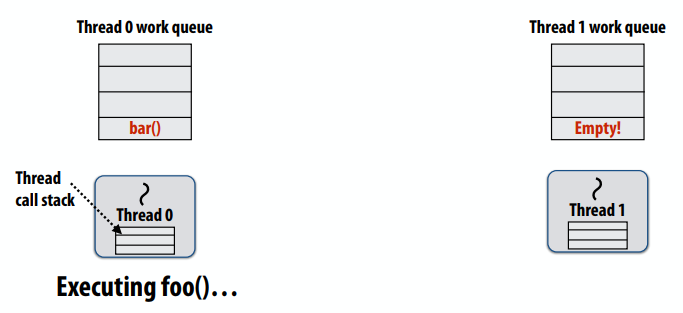 Thread 0 work queue
Thread 1 work queue
bar()
Empty!
Thread
call stack
Thread 0
Thread 1
Executing foo()...